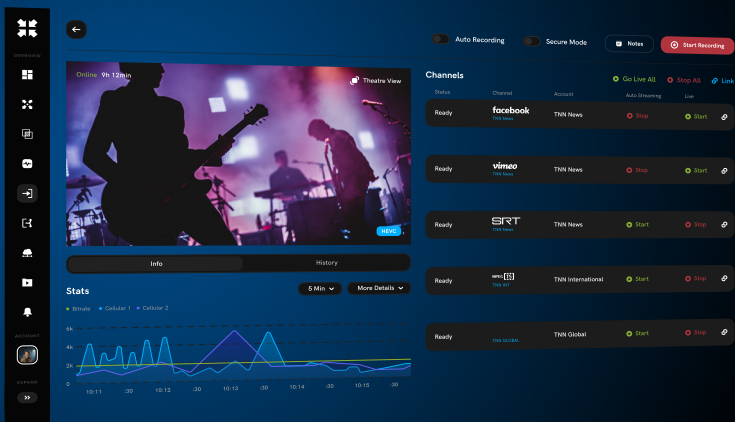 OVERVIEW
ACCOUNT
EXPAND
Online 9h 12min
Theatre View
HEVC
Info
History
Stats
5 Min
More Details
Bitrate
Cellular 1
Cellular 2
6k
4k
2k
0
10:11
:30
10:12
:30
10:13
:30
10:14
:30
10:15
:30
Auto Recording
Secure Mode
Notes
Start Recording
Channels
Go Live All
Stop All
Link
Status
Channel
Account
Auto Streaming
Live
Ready
facebook
TNN News
TNN News
Stop
Start
Ready
vimeo
TNN News
TNN News
Stop
Start
Ready
SRT
TNN News
TNN News
Start
Stop
Ready
MPEG TS
TNN INT
TNN International
Start
Stop
Ready
TNN GLOBAL
TNN Global
Start
Stop